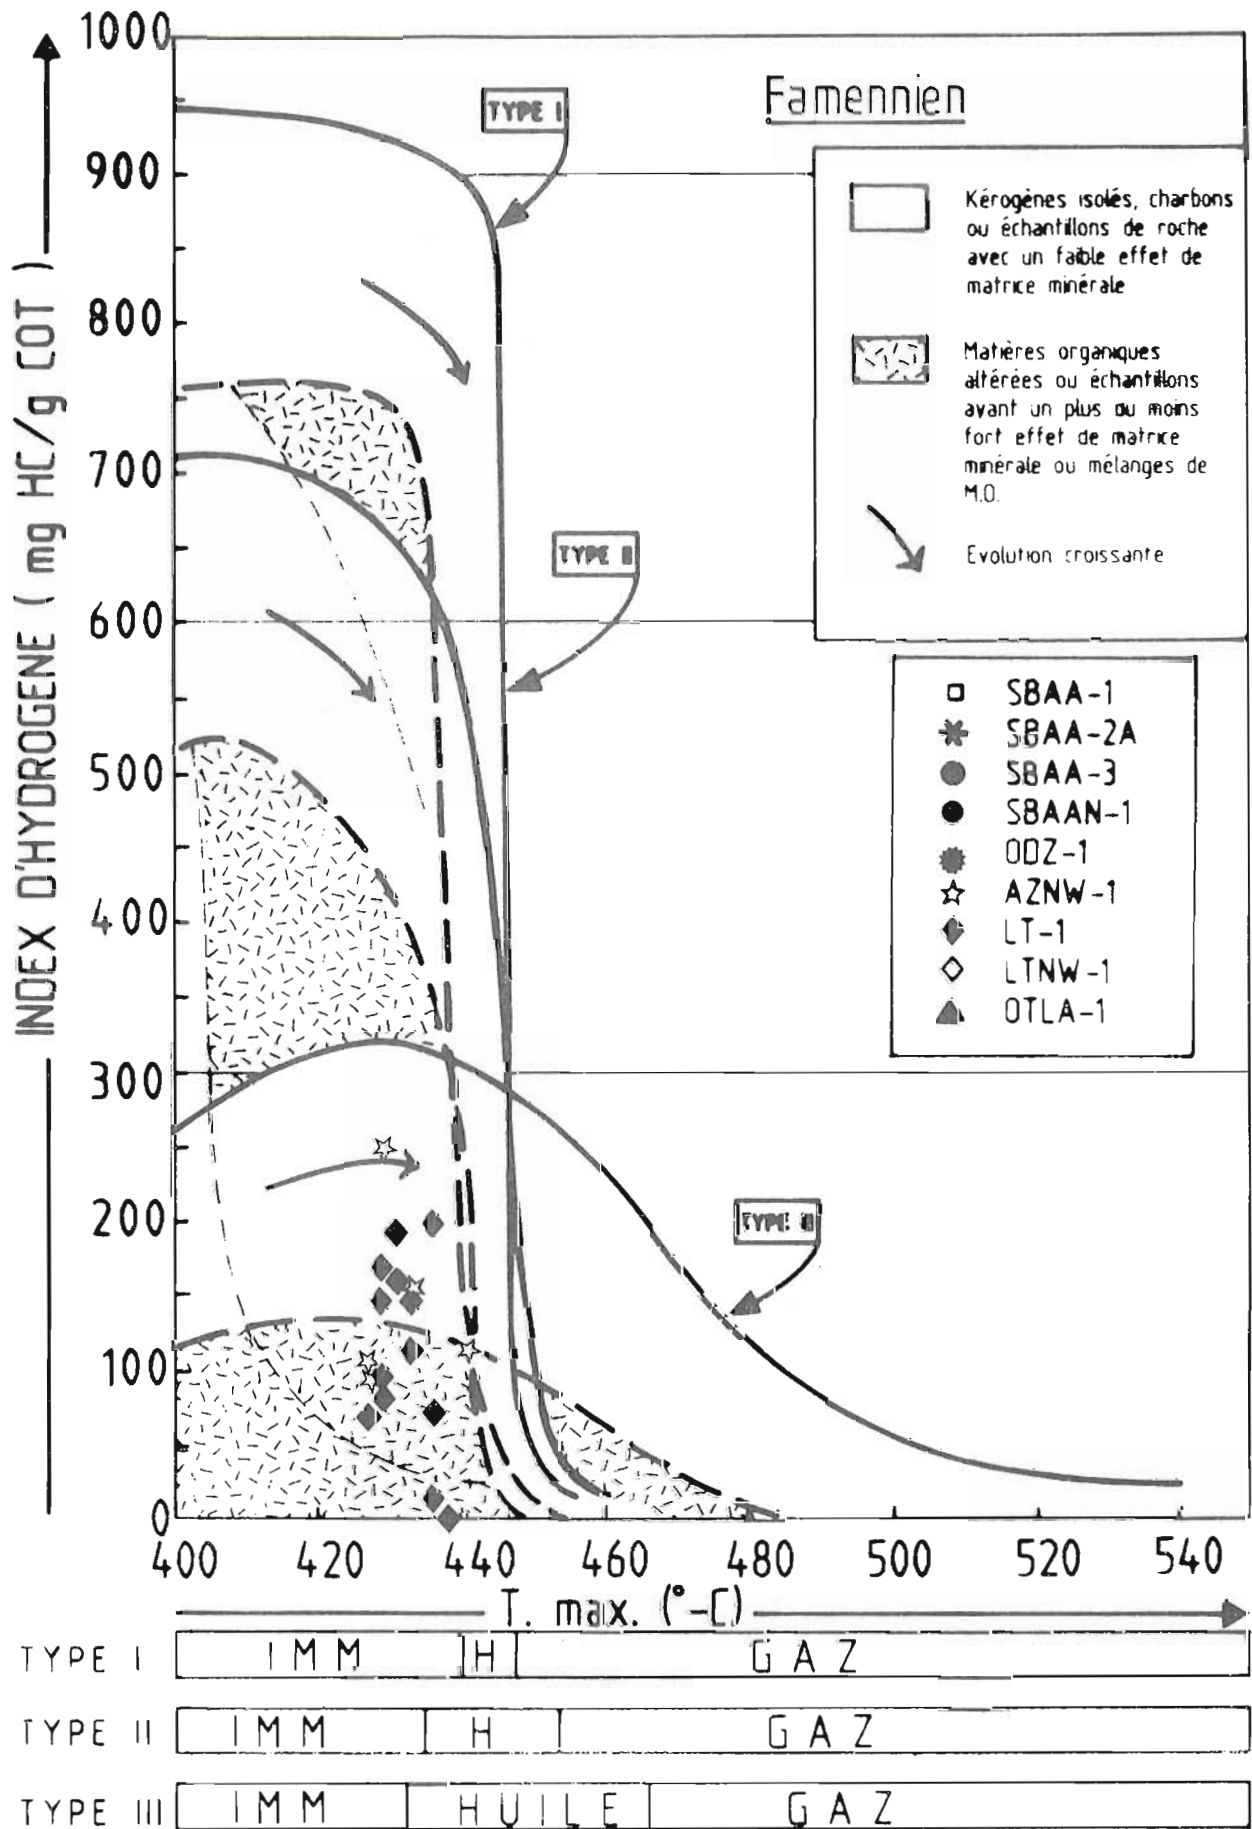 1000
900
800
700
600
500
400
300
200
100
0
INDEX D'HYDROGENE ( mg HC/g COT )
Famennien
TYPE I
TYPE II
Kérogènes isolés, charbons
ou échantillons de roche
avec un faible effet de
matrice minérale
Matières organiques
altérées ou échantillons
ayant un plus ou moins
fort effet de matrice
minérale ou mélanges de
M.O.
Evolution croissante
SBAA-1
SBAA-2A
SBAA-3
SBAAN-1
ODZ-1
AZNW-1
LT-1
LTNW-1
OTLA-1
TYPE III
400 420 440 460 480 500 520 540
T. max. (°-C)
TYPE I IMM H GAZ
TYPE II IMM H GAZ
TYPE III IMM HUILE GAZ